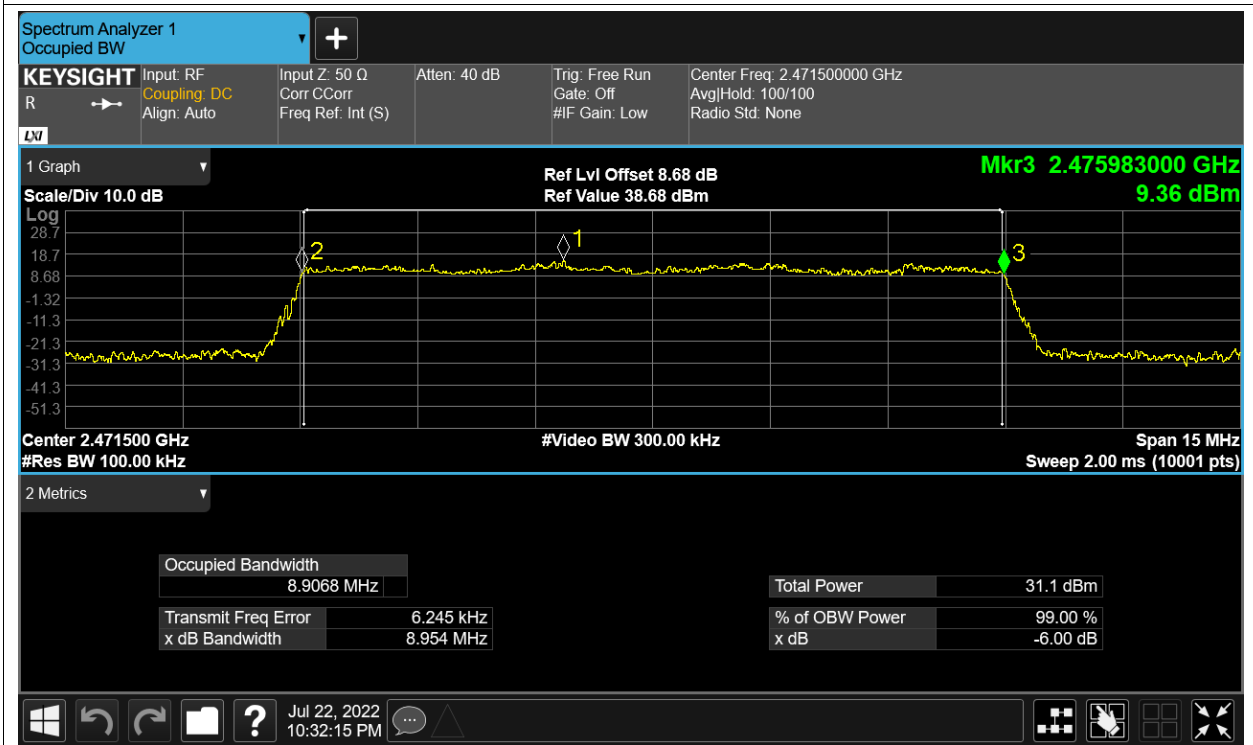 Spectrum Analyzer 1
Occupied BW
KEYSIGHT
R
LXI
Input: RF
Coupling: DC
Align: Auto
Input Z: 50 Ω
Corr CCorr
Freq Ref: Int (S)
Atten: 40 dB
Trig: Free Run
Gate: Off
#IF Gain: Low
Center Freq: 2.471500000 GHz
Avg|Hold: 100/100
Radio Std: None
1 Graph
Scale/Div 10.0 dB
Ref Lvl Offset 8.68 dB
Ref Value 38.68 dBm
Mkr3 2.475983000 GHz
9.36 dBm
Log
28.7
18.7
8.68
-1.32
-11.3
-21.3
-31.3
-41.3
-51.3
2
1
3
Center 2.471500 GHz
#Video BW 300.00 kHz
Span 15 MHz
#Res BW 100.00 kHz
Sweep 2.00 ms (10001 pts)
2 Metrics
Occupied Bandwidth
8.9068 MHz
Total Power 31.1 dBm
Transmit Freq Error 6.245 kHz
% of OBW Power 99.00 %
x dB Bandwidth 8.954 MHz
x dB -6.00 dB
?
Jul 22, 2022
10:32:15 PM